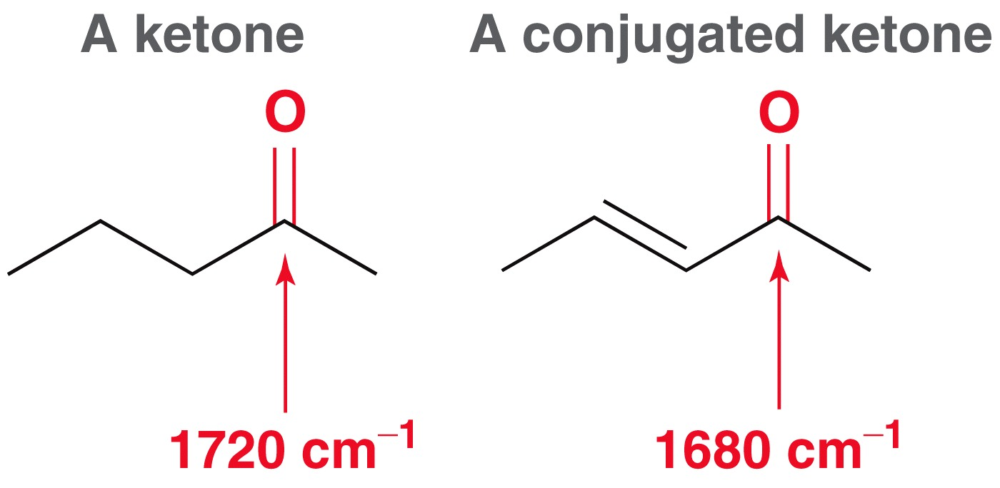 A ketone
A conjugated ketone
O
O
1720 cm⁻¹
1680 cm⁻¹